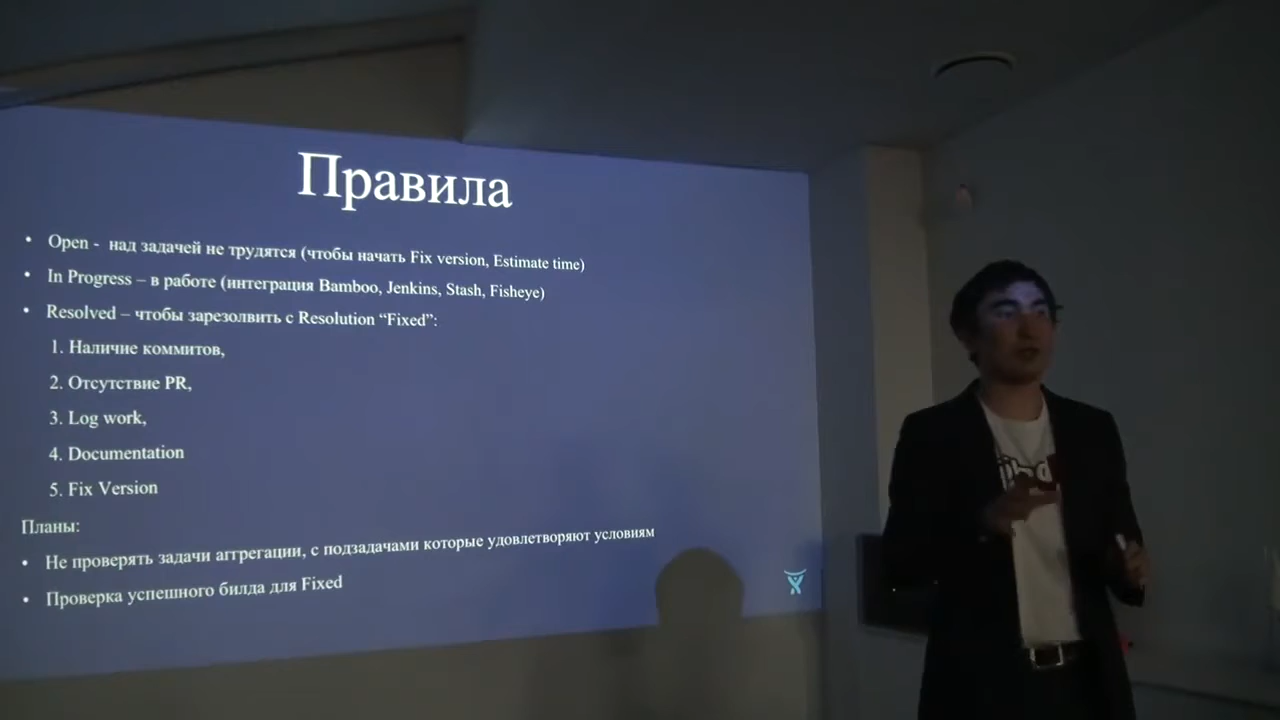 Правила
• Open - над задачей не трудятся (чтобы начать Fix version, Estimate time)
• In Progress – в работе (интеграция Bamboo, Jenkins, Stash, Fisheye)
• Resolved – чтобы зарезолвить с Resolution “Fixed”:
1. Наличие коммитов,
2. Отсутствие PR,
3. Log work,
4. Documentation
5. Fix Version
Планы:
• Не проверять задачи аггрегации, с подзадачами которые удовлетворяют условиям
• Проверка успешного билда для Fixed